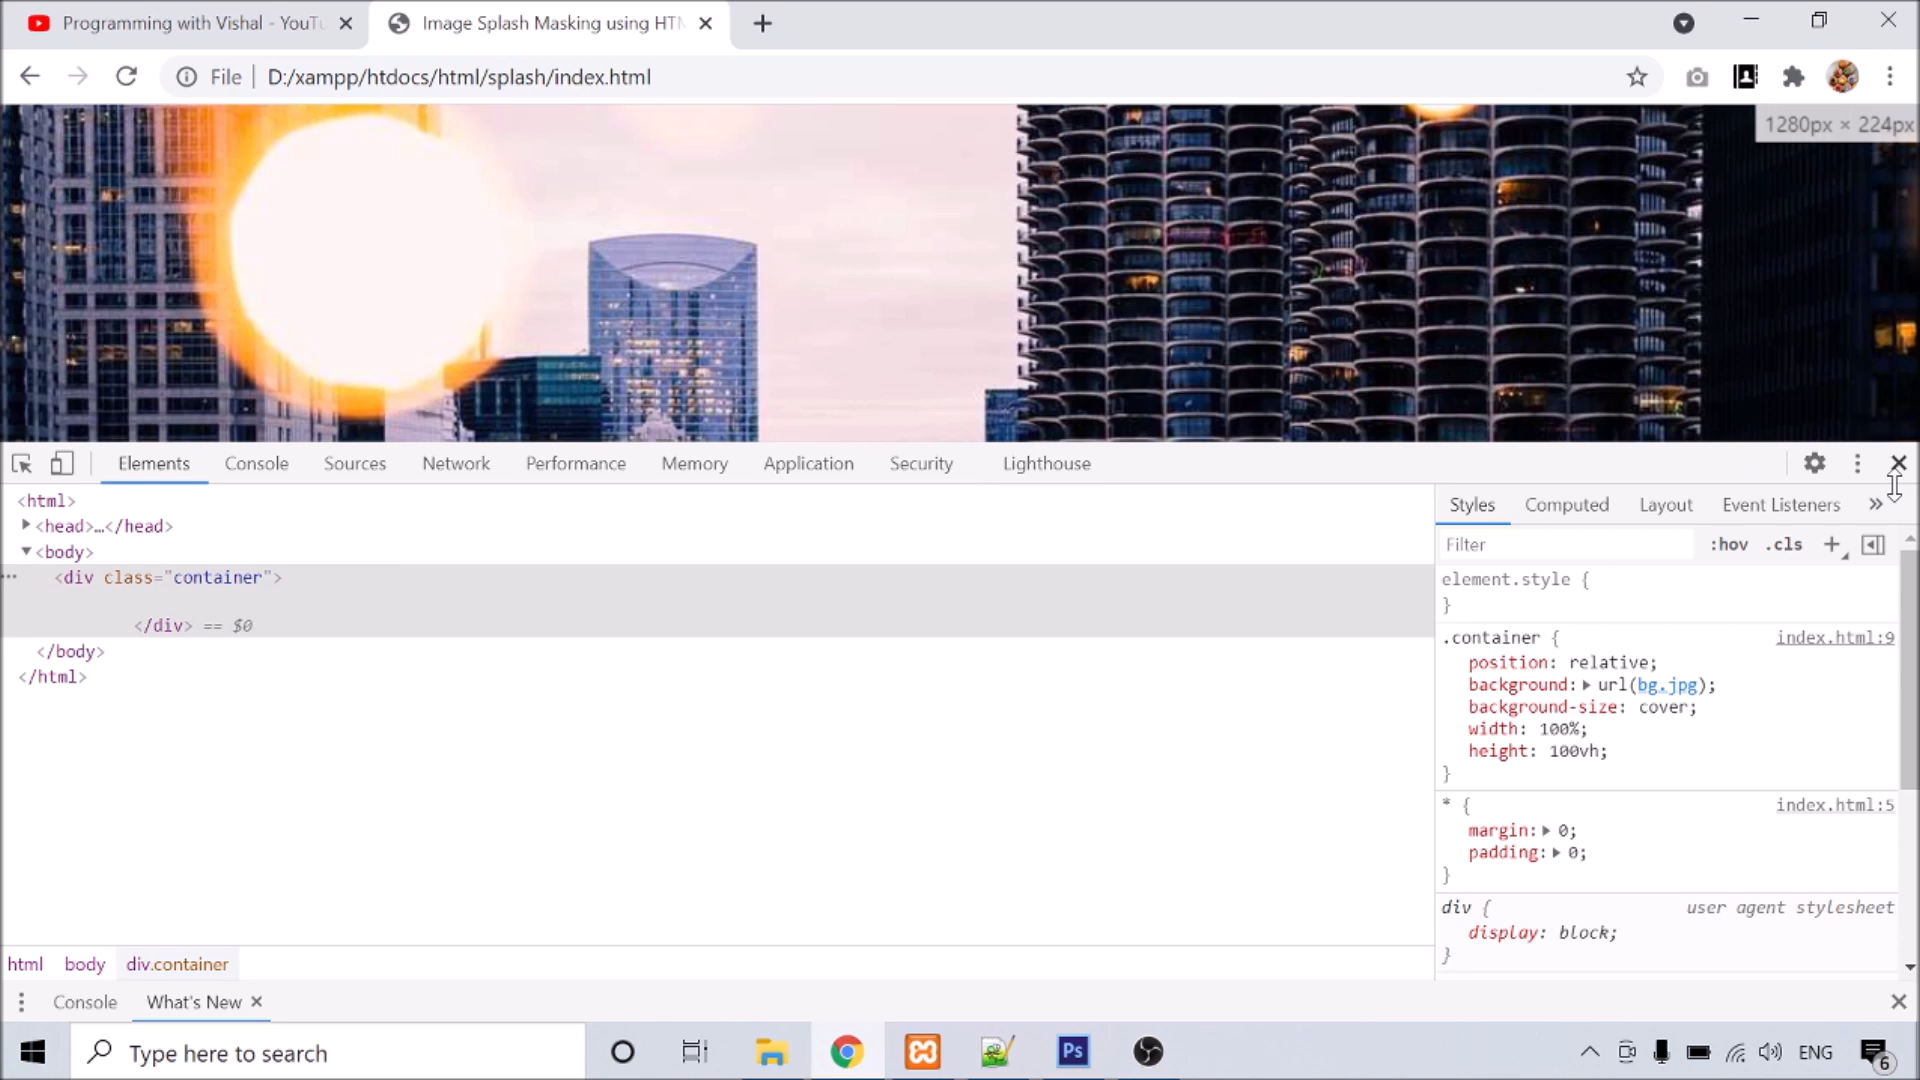 Programming with Vishal - YouTu
Image Splash Masking using HTM
File
D:/xampp/htdocs/html/splash/index.html
1280px × 224px
Elements
Console
Sources
Network
Performance
Memory
Application
Security
Lighthouse
<html>
<head>…</head>
<body>
<div class="container">
</div> == $0
</body>
</html>
Styles
Computed
Layout
Event Listeners
»
Filter
:hov .cls +
element.style {
}
.container {
index.html:9
position: relative;
background: url(bg.jpg);
background-size: cover;
width: 100%;
height: 100vh;
}
* {
index.html:5
margin: 0;
padding: 0;
}
div {
user agent stylesheet
display: block;
}
html body div.container
Console
What's New
Type here to search
Ps
ENG
6